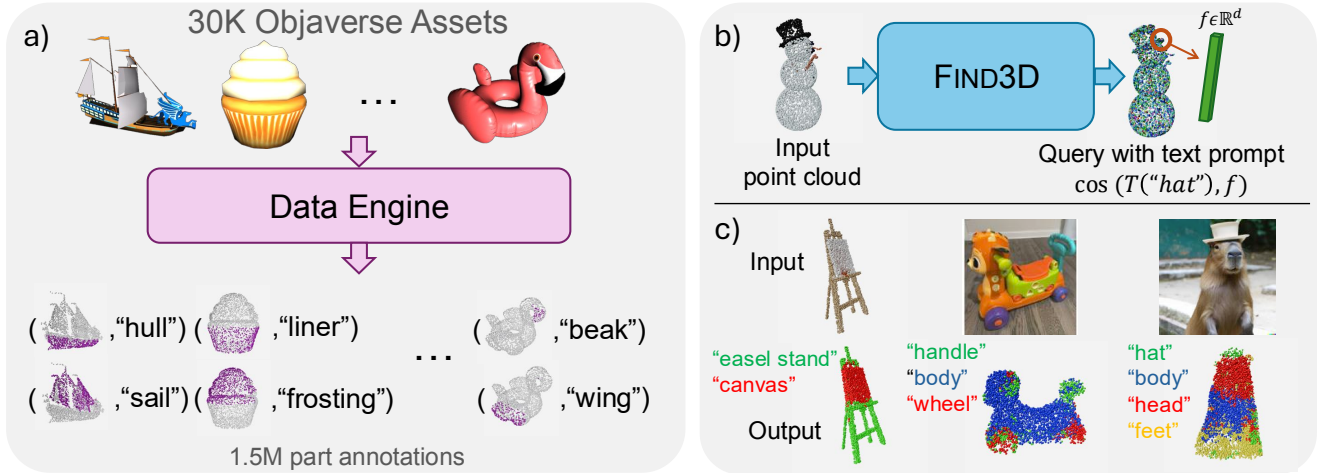 a)
30K Objaverse Assets
...
Data Engine
( ,“hull”) ( ,“liner”) ( ,“beak”)
...
( ,“sail”) ( ,“frosting”) ( ,“wing”)
1.5M part annotations
b)
f∈ℝ^d
FIND3D
Input
point cloud
Query with text prompt
cos (T(“hat”), f)
c)
Input
“easel stand”
“canvas”
“handle”
“body”
“wheel”
“hat”
“body”
“head”
“feet”
Output